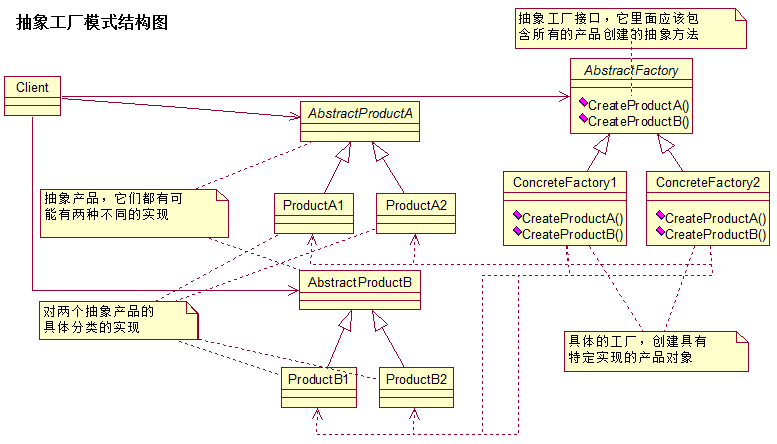 抽象工厂模式结构图
抽象工厂接口，它里面应该包
含所有的产品创建的抽象方法
Client
AbstractFactory
CreateProductA()
CreateProductB()
AbstractProductA
抽象产品，它们都有可
能有两种不同的实现
ProductA1
ProductA2
ConcreteFactory1
CreateProductA()
CreateProductB()
ConcreteFactory2
CreateProductA()
CreateProductB()
AbstractProductB
对两个抽象产品的
具体分类的实现
具体的工厂，创建具有
特定实现的产品对象
ProductB1
ProductB2